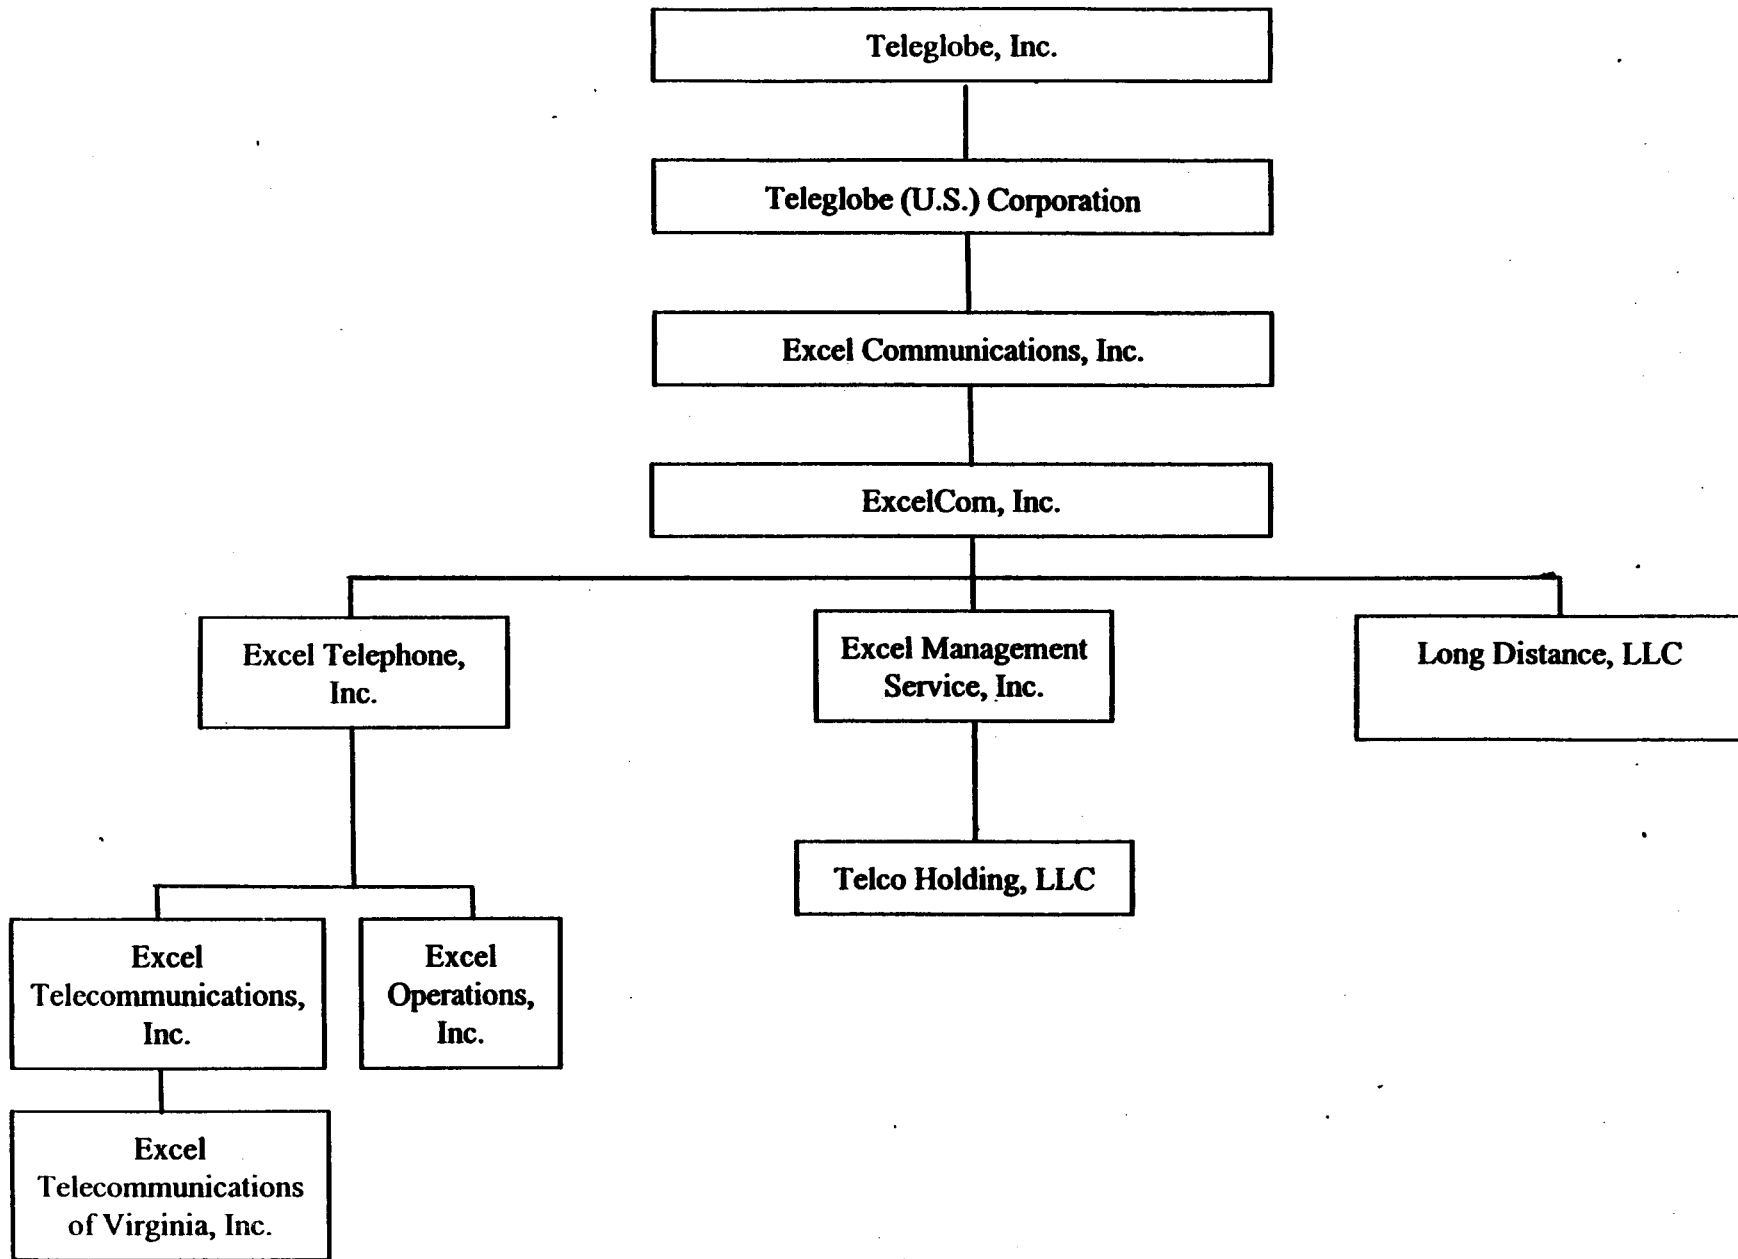 Teleglobe, Inc.
Teleglobe (U.S.) Corporation
Excel Communications, Inc.
ExcelCom, Inc.
Excel Telephone,
Inc.
Excel Management
Service, Inc.
Long Distance, LLC
Telco Holding, LLC
Excel
Telecommunications,
Inc.
Excel
Operations,
Inc.
Excel
Telecommunications
of Virginia, Inc.